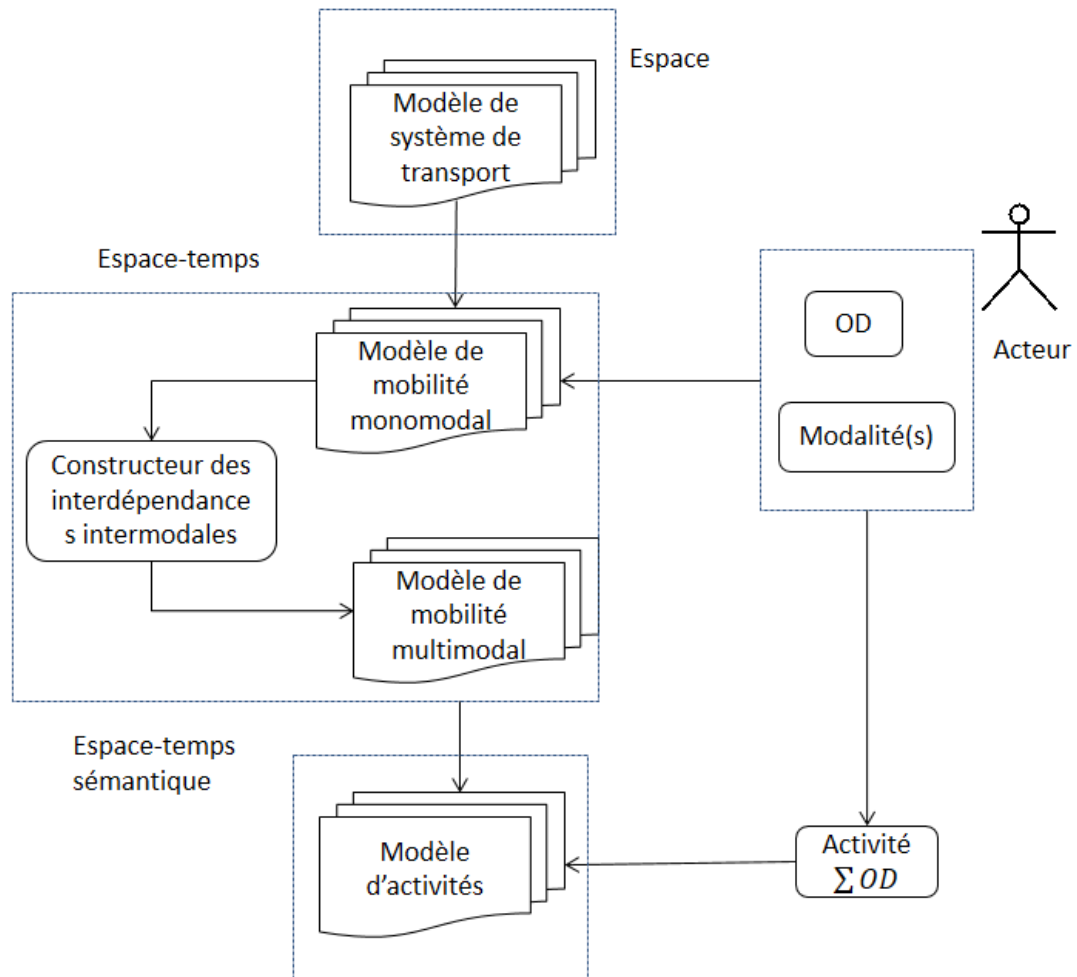 Espace
Modèle de
système de
transport
Espace-temps
Modèle de
mobilité
monomodal
OD
Modalité(s)
Acteur
Constructeur des
interdépendance
s intermodales
Modèle de
mobilité
multimodal
Espace-temps
sémantique
Modèle
d'activités
Activité
∑ OD